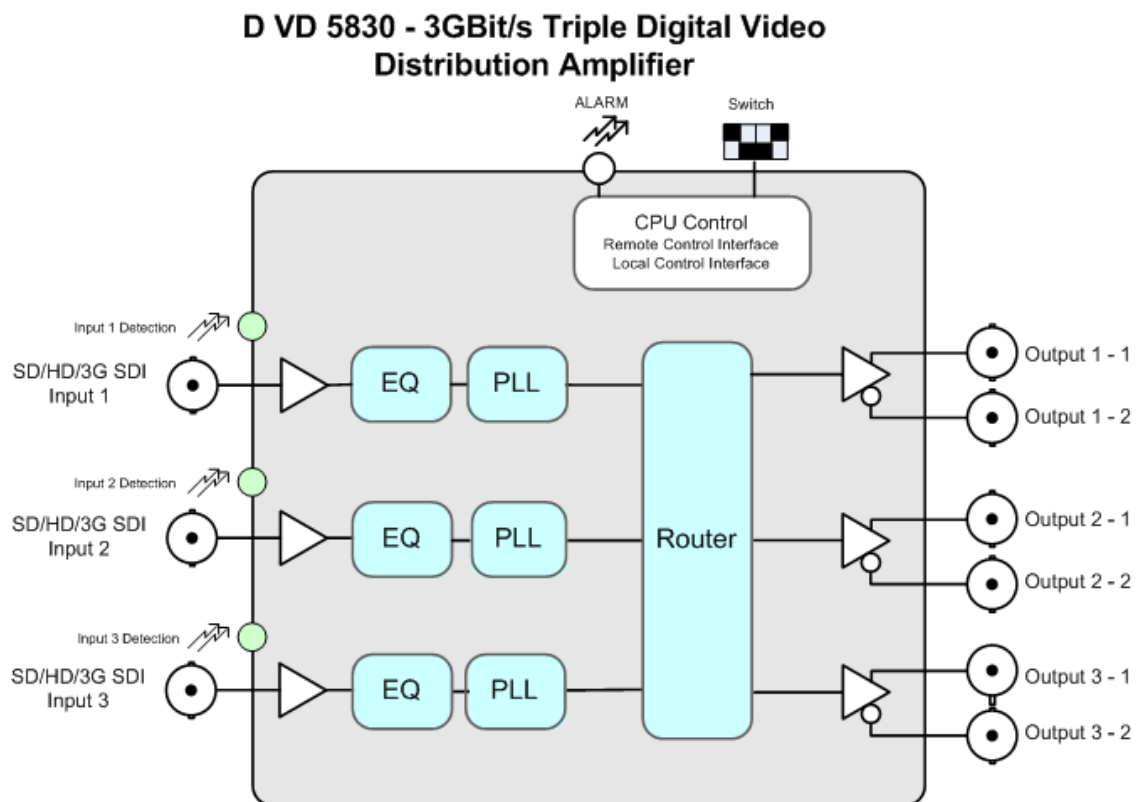 D VD 5830 - 3GBit/s Triple Digital Video
Distribution Amplifier
ALARM
Switch
CPU Control
Remote Control Interface
Local Control Interface
Input 1 Detection
SD/HD/3G SDI
Input 1
EQ
PLL
Output 1 - 1
Output 1 - 2
Input 2 Detection
SD/HD/3G SDI
Input 2
EQ
PLL
Router
Output 2 - 1
Output 2 - 2
Input 3 Detection
SD/HD/3G SDI
Input 3
EQ
PLL
Output 3 - 1
Output 3 - 2